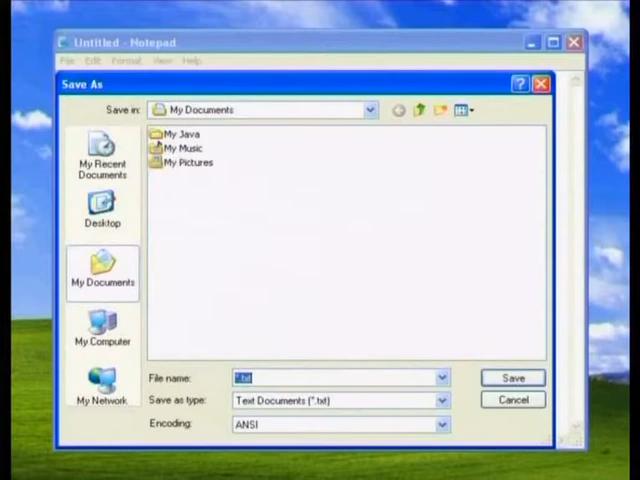 Untitled - Notepad
File Edit Format View Help
Save As
Save in: My Documents
My Java
My Music
My Pictures
My Recent
Documents
Desktop
My Documents
My Computer
My Network
File name: *.txt Save
Save as type: Text Documents (*.txt) Cancel
Encoding: ANSI